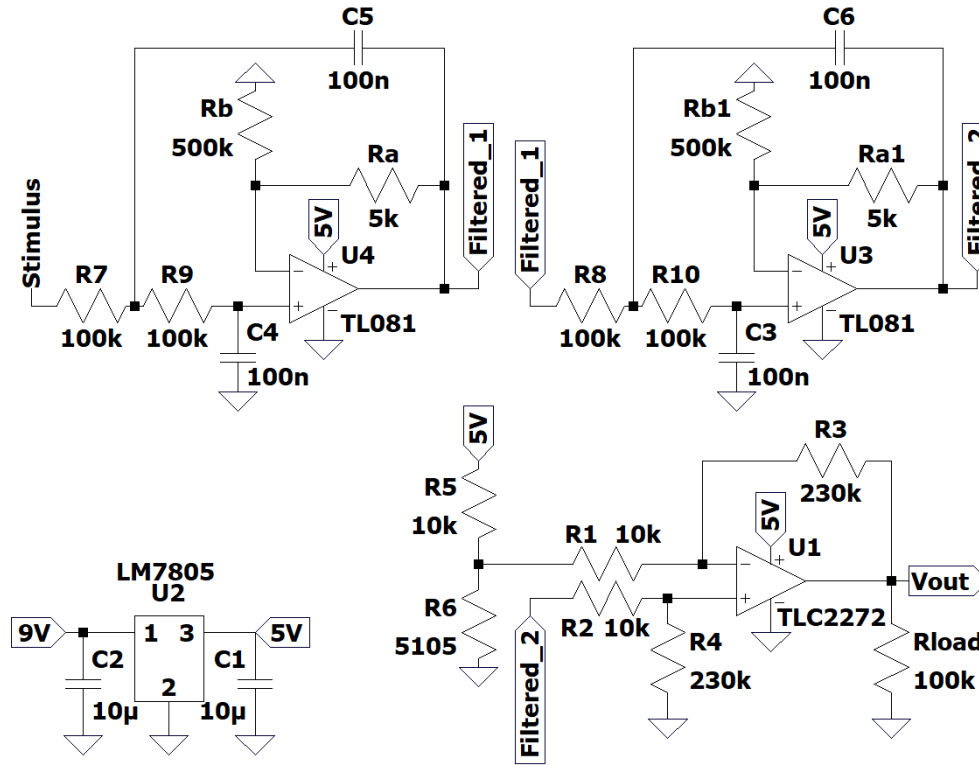 C5
100n
Rb
500k
Ra
5k
5V
U4
TL081
Filtered_1
Stimulus
R7
100k
R9
100k
C4
100n
C6
100n
Rb1
500k
Ra1
5k
5V
U3
TL081
Filtered_2
Filtered_1
R8
100k
R10
100k
C3
100n
5V
R5
10k
R6
5105
R1 10k
R2 10k
Filtered_2
R3
230k
5V
U1
TLC2272
R4
230k
Vout
Rload
100k
LM7805
U2
9V
1 3
2
5V
C2
10µ
C1
10µ